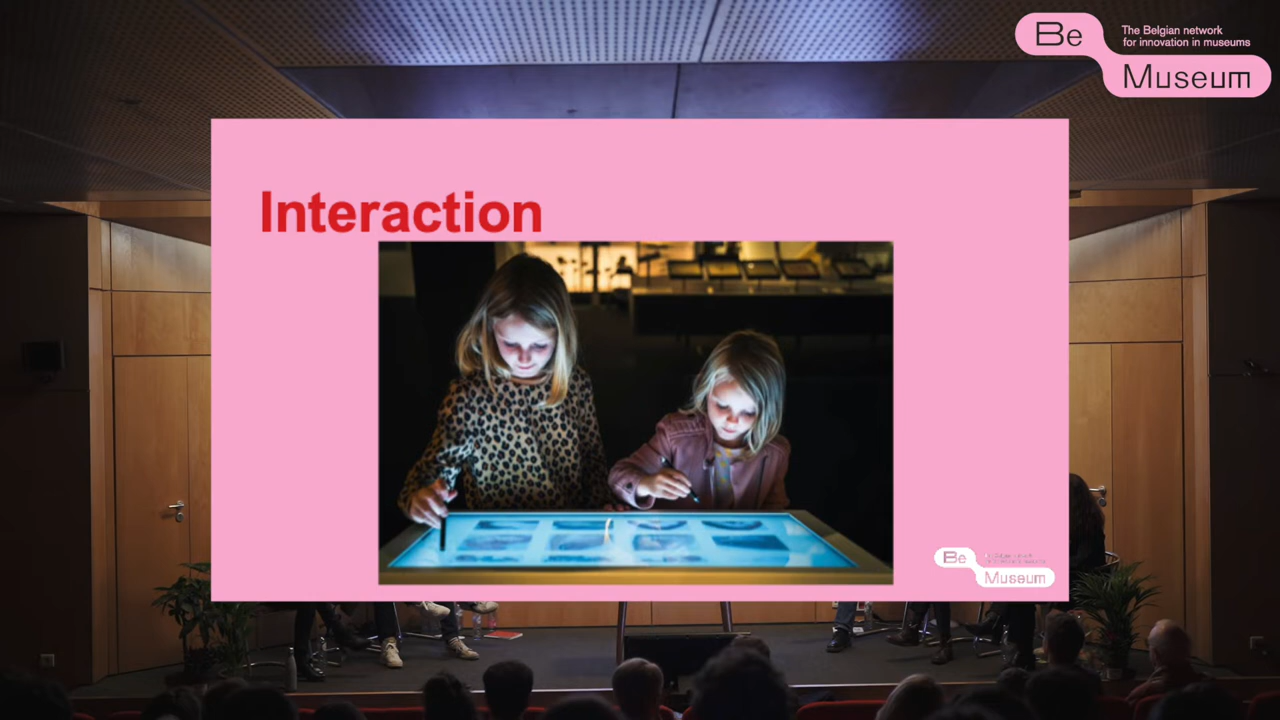 Be
The Belgian network
for innovation in museums
Museum
Interaction
Be
Museum